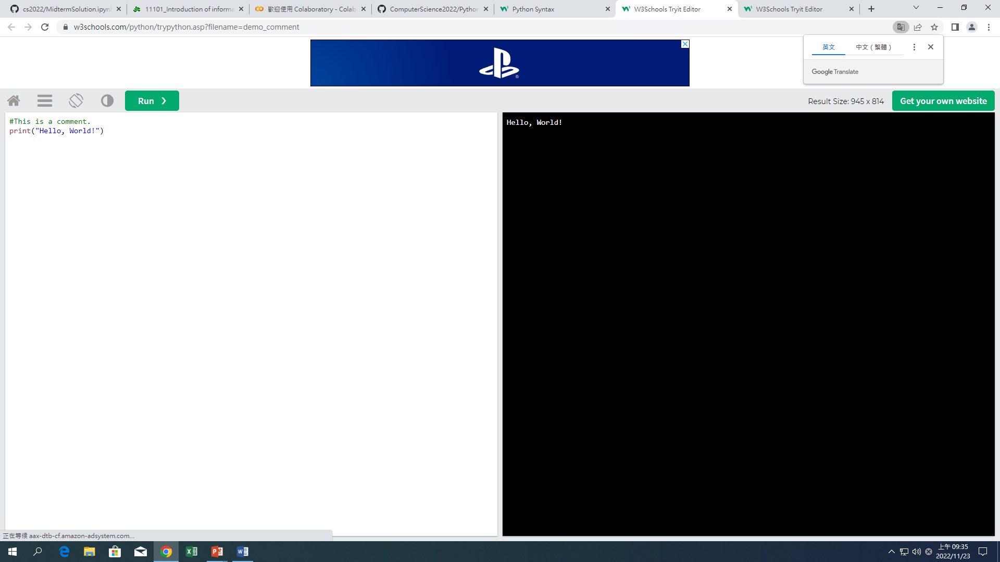 cs2022/MidtermSolution.ipynl
11101_Introduction of informa
歡迎使用 Colaboratory - Colab
ComputerScience2022/Python
Python Syntax
W3Schools Tryit Editor
W3Schools Tryit Editor
w3schools.com/python/trypython.asp?filename=demo_comment
英文
中文（繁體）
Google Translate
Run ❯
Result Size: 945 x 814
Get your own website
#This is a comment.
print("Hello, World!")
Hello, World!
正在等候 aax-dtb-cf.amazon-adsystem.com...
上午 09:35
2022/11/23